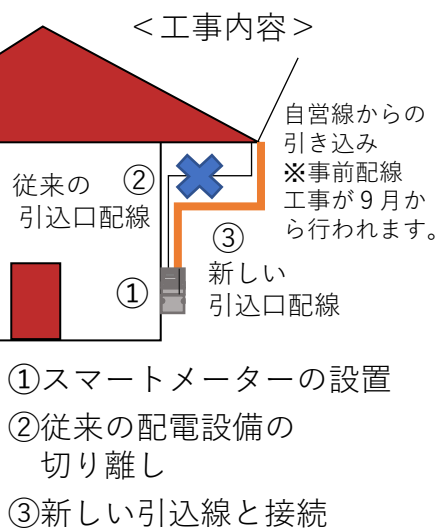 ＜工事内容＞
自営線からの
引き込み
※事前配線
工事が９月か
ら行われます。
従来の
引込口配線
②
③
新しい
引込口配線
①
①スマートメーターの設置
②従来の配電設備の
切り離し
③新しい引込線と接続